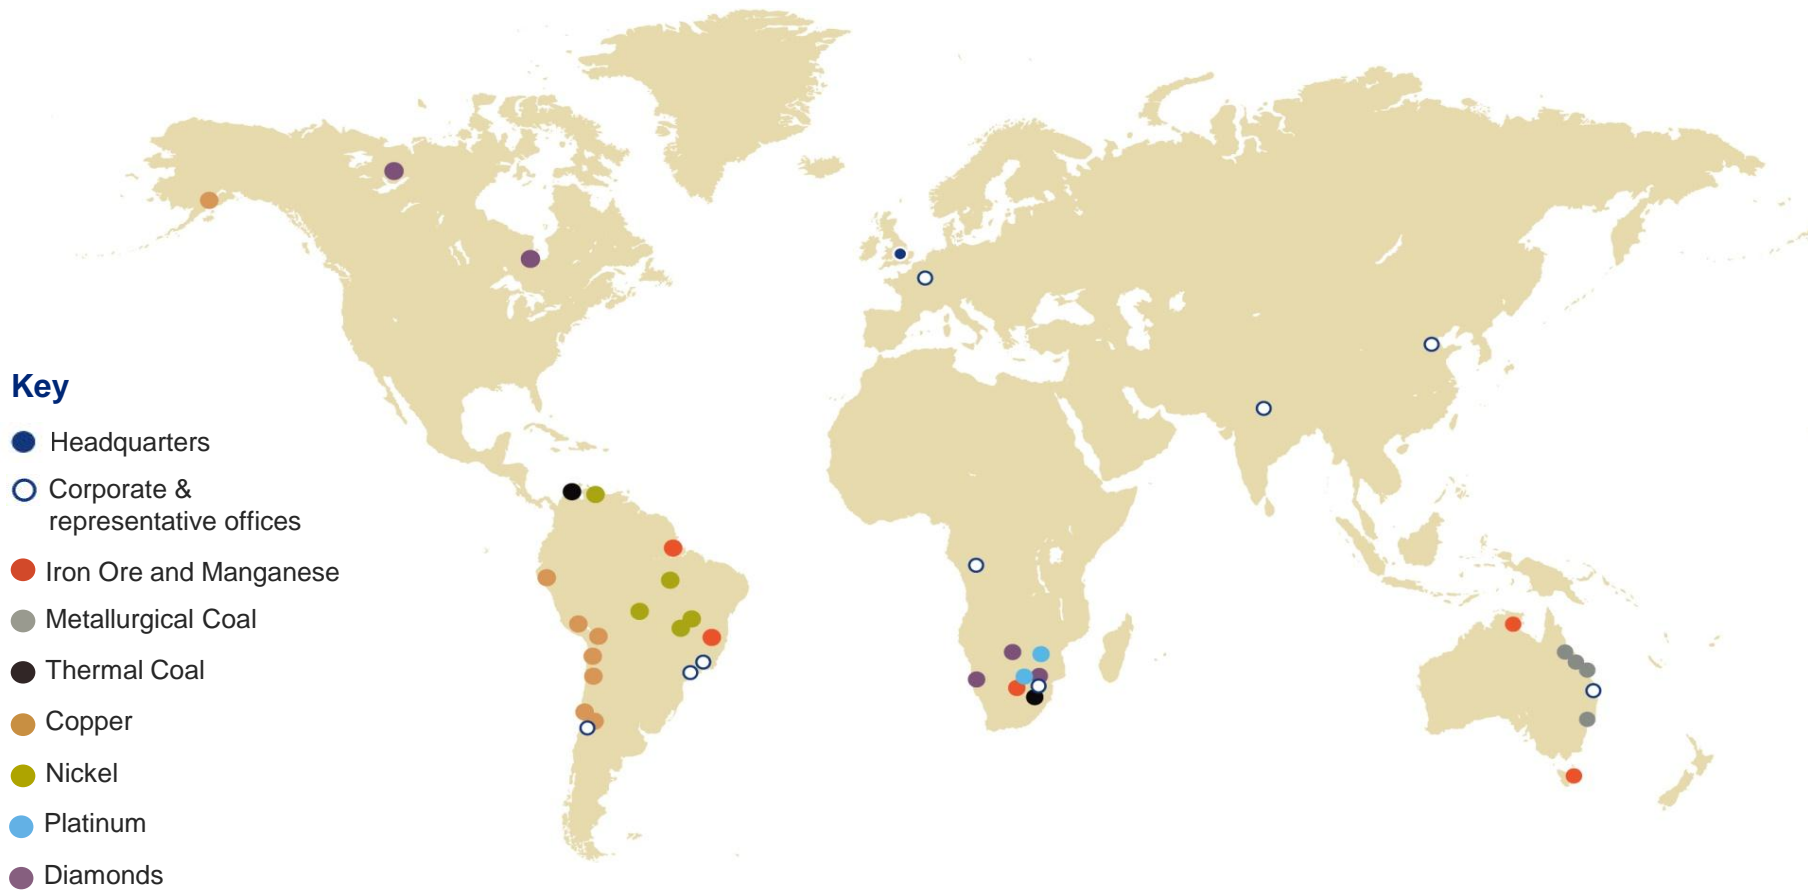 Key
Headquarters
Corporate &
representative offices
Iron Ore and Manganese
Metallurgical Coal
Thermal Coal
Copper
Nickel
Platinum
Diamonds